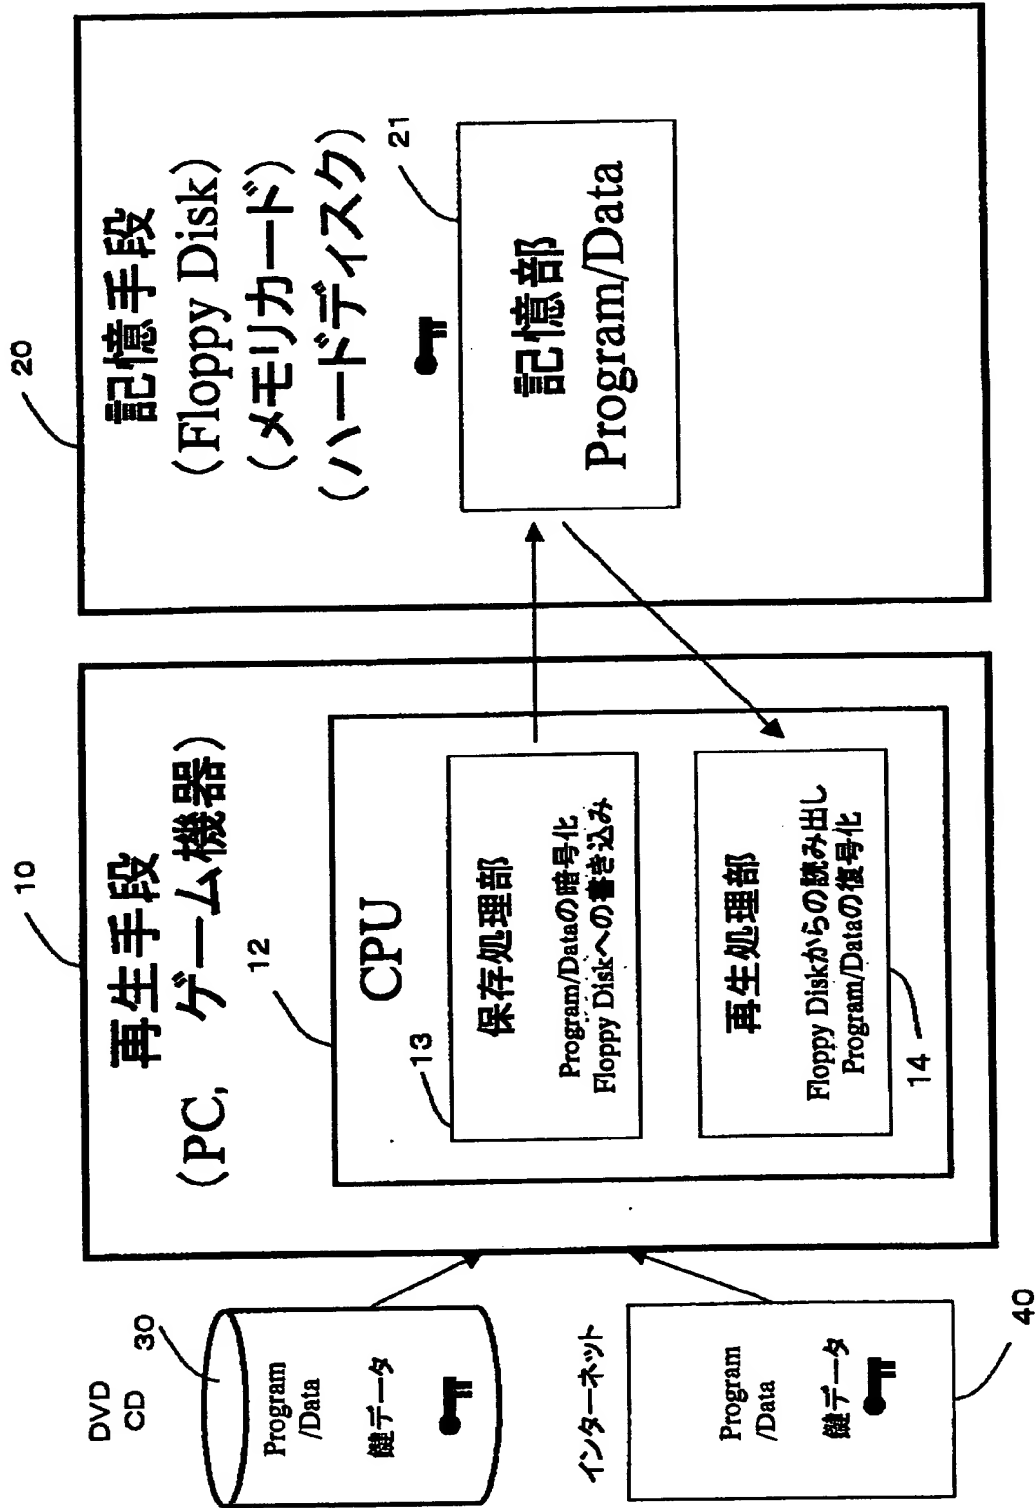 DVD
CD
30
Program
/Data
鍵データ
インターネット
Program
/Data
鍵データ
40
10
再生手段
(PC, ゲーム機器)
12
CPU
13
保存処理部
Program/Dataの暗号化
Floppy Diskへの書き込み
再生処理部
Floppy Diskからの読み出し
Program/Dataの復号化
14
20
記憶手段
(Floppy Disk)
(メモリカード)
(ハードディスク)
21
記憶部
Program/Data